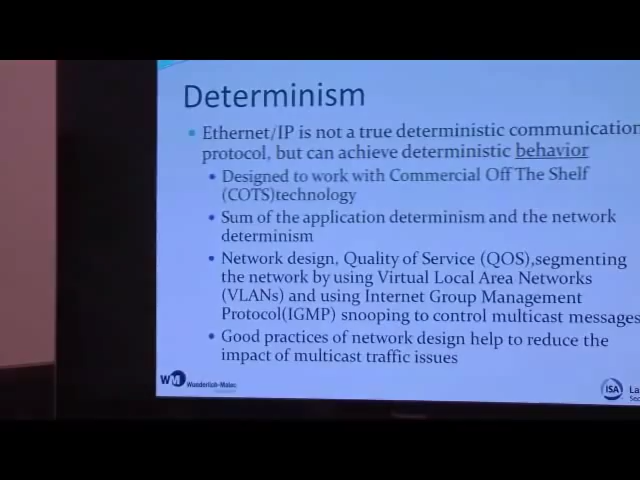 Determinism
• Ethernet/IP is not a true deterministic communication
protocol, but can achieve deterministic behavior
• Designed to work with Commercial Off The Shelf
(COTS)technology
• Sum of the application determinism and the network
determinism
• Network design, Quality of Service (QOS),segmenting
the network by using Virtual Local Area Networks
(VLANs) and using Internet Group Management
Protocol(IGMP) snooping to control multicast messages
• Good practices of network design help to reduce the
impact of multicast traffic issues
WM Wunderlich-Malec
ISA